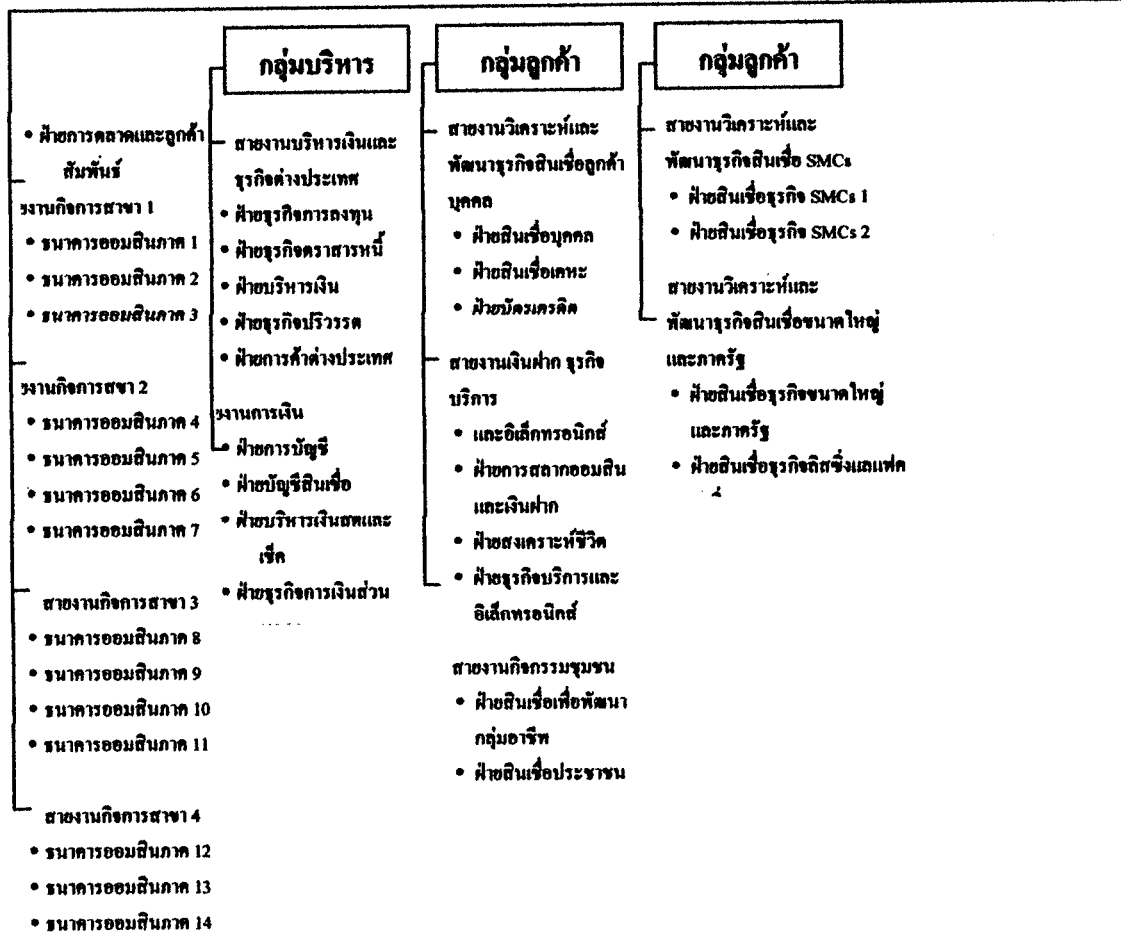 • ฝ่ายการตลาดและลูกค้า
สัมพันธ์
งานกิจการสาขา 1
• ธนาคารออมสินภาค 1
• ธนาคารออมสินภาค 2
• ธนาคารออมสินภาค 3
งานกิจการสขา 2
• ธนาคารออมสินภาค 4
• ธนาคารออมสินภาค 5
• ธนาคารออมสินภาค 6
• ธนาคารออมสินภาค 7
สายงานกิจการสาขา 3
• ธนาคารออมสินภาค 8
• ธนาคารออมสินภาค 9
• ธนาคารออมสินภาค 10
• ธนาคารออมสินภาค 11
สายงานกิจการสาขา 4
• ธนาคารออมสินภาค 12
• ธนาคารออมสินภาค 13
• ธนาคารออมสินภาค 14
กลุ่มบริหาร
สายงานบริหารเงินและ
ธุรกิจต่างประเทศ
• ฝ่ายธุรกิจการลงทุน
• ฝ่ายธุรกิจตราสารหนี้
• ฝ่ายบริหารเงิน
• ฝ่ายธุรกิจปริวรรต
• ฝ่ายการค้าต่างประเทศ
งานการเงิน
• ฝ่ายการบัญชี
• ฝ่ายบัญชีสินเชื่อ
• ฝ่ายบริหารเงินสดและ
เช็ค
• ฝ่ายธุรกิจการเงินส่วน
กลุ่มลูกค้า
สายงานวิเคราะห์และ
พัฒนาธุรกิจสินเชื่อลูกค้า
บุคคล
• ฝ่ายสินเชื่อบุคคล
• ฝ่ายสินเชื่อเคหะ
• ฝ่ายบัตรเครดิต
สายงานเงินฝาก ธุรกิจ
บริการ
• และอิเล็กทรอนิกส์
• ฝ่ายการสลากออมสิน
และเงินฝาก
• ฝ่ายสงเคราะห์ชีวิต
• ฝ่ายธุรกิจบริการและ
อิเล็กทรอนิกส์
สายงานกิจกรรมชุมชน
• ฝ่ายสินเชื่อเพื่อพัฒนา
กลุ่มอาชีพ
• ฝ่ายสินเชื่อประชาชน
กลุ่มลูกค้า
สายงานวิเคราะห์และ
พัฒนาธุรกิจสินเชื่อ SMCs
• ฝ่ายสินเชื่อธุรกิจ SMCs 1
• ฝ่ายสินเชื่อธุรกิจ SMCs 2
สายงานวิเคราะห์และ
พัฒนาธุรกิจสินเชื่อขนาดใหญ่
และภาครัฐ
• ฝ่ายสินเชื่อธุรกิจขนาดใหญ่
และภาครัฐ
• ฝ่ายสินเชื่อธุรกิจลิสซิ่งแลแฟค